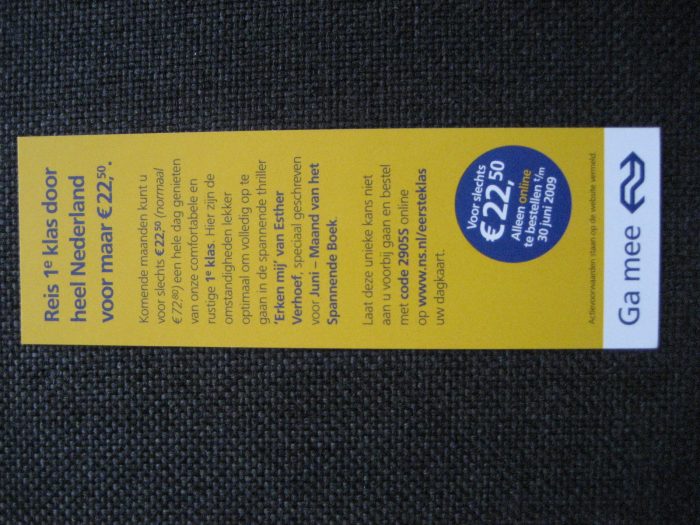 Reis 1e klas door
heel Nederland
voor maar € 22,50.
Komende maanden kunt u
voor slechts €22,50 (normaal
€ 72,80) een hele dag genieten
van onze comfortabele en
rustige 1e klas. Hier zijn de
omstandigheden lekker
optimaal om volledig op te
gaan in de spannende thriller
'Erken mij' van Esther
Verhoef, speciaal geschreven
voor Juni – Maand van het
Spannende Boek.
Laat deze unieke kans niet
aan u voorbij gaan en bestel
met code 29055 online
op www.ns.nl/eersteklas
uw dagkaart.
Voor slechts
€22,50
Alleen online
te bestellen t/m
30 juni 2009
Actievoorwaarden staan op de website vermeld.
Ga mee